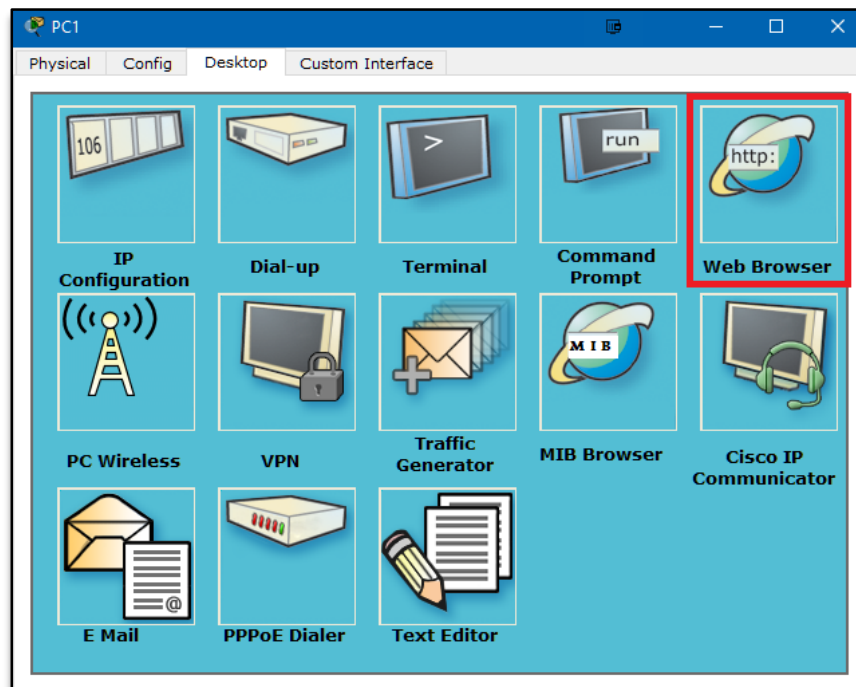 PC1
Physical Config Desktop Custom Interface
106
>
run
http:
IP
Configuration
Dial-up
Terminal
Command
Prompt
Web Browser
MIB
PC Wireless
VPN
Traffic
Generator
MIB Browser
Cisco IP
Communicator
@
E Mail
PPPoE Dialer
Text Editor